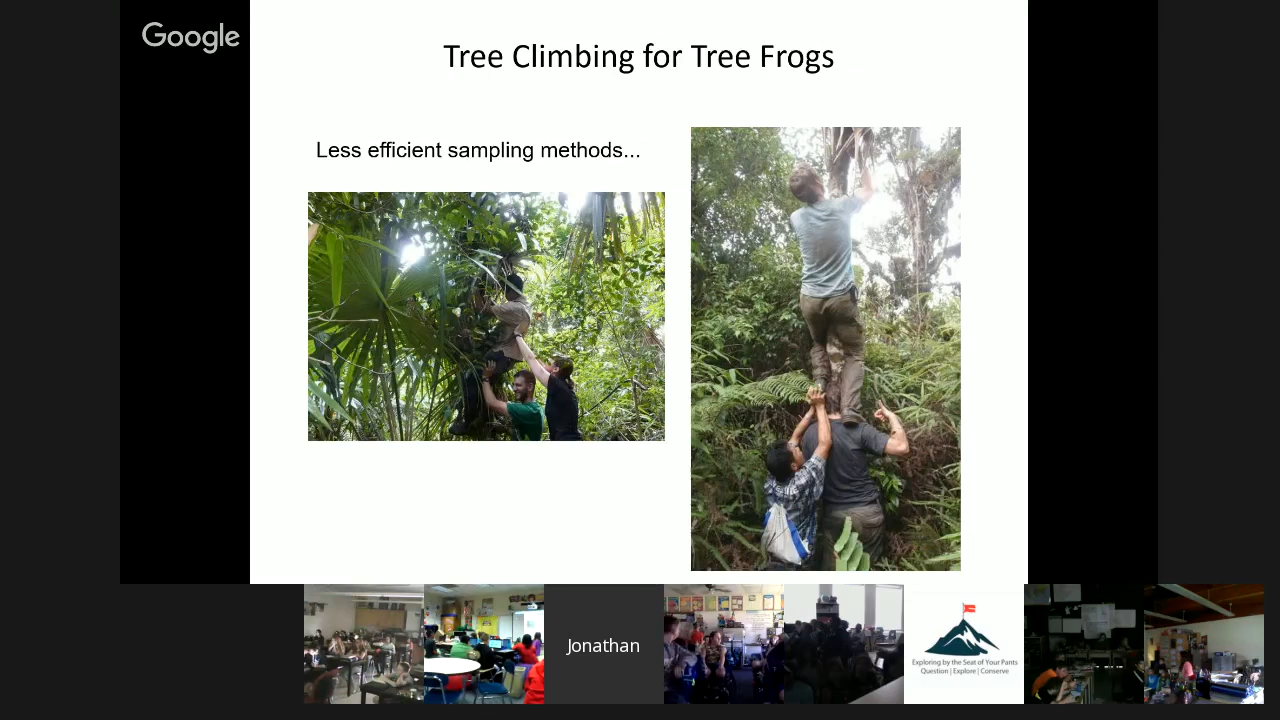 Google
Tree Climbing for Tree Frogs
Less efficient sampling methods...
Jonathan
Exploring by the Seat of Your Pants
Question | Explore | Conserve